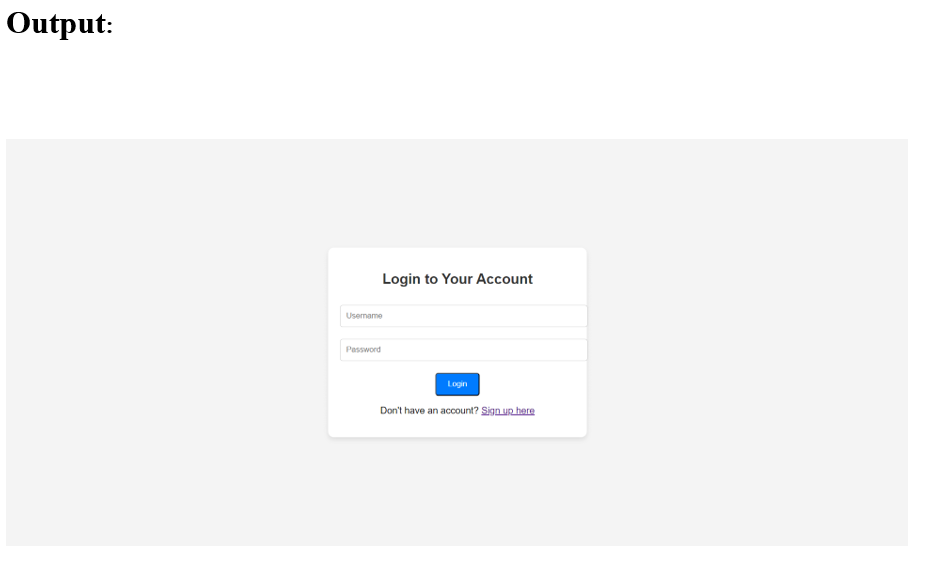 Output:
Login to Your Account
Username
Password
Login
Don't have an account? Sign up here